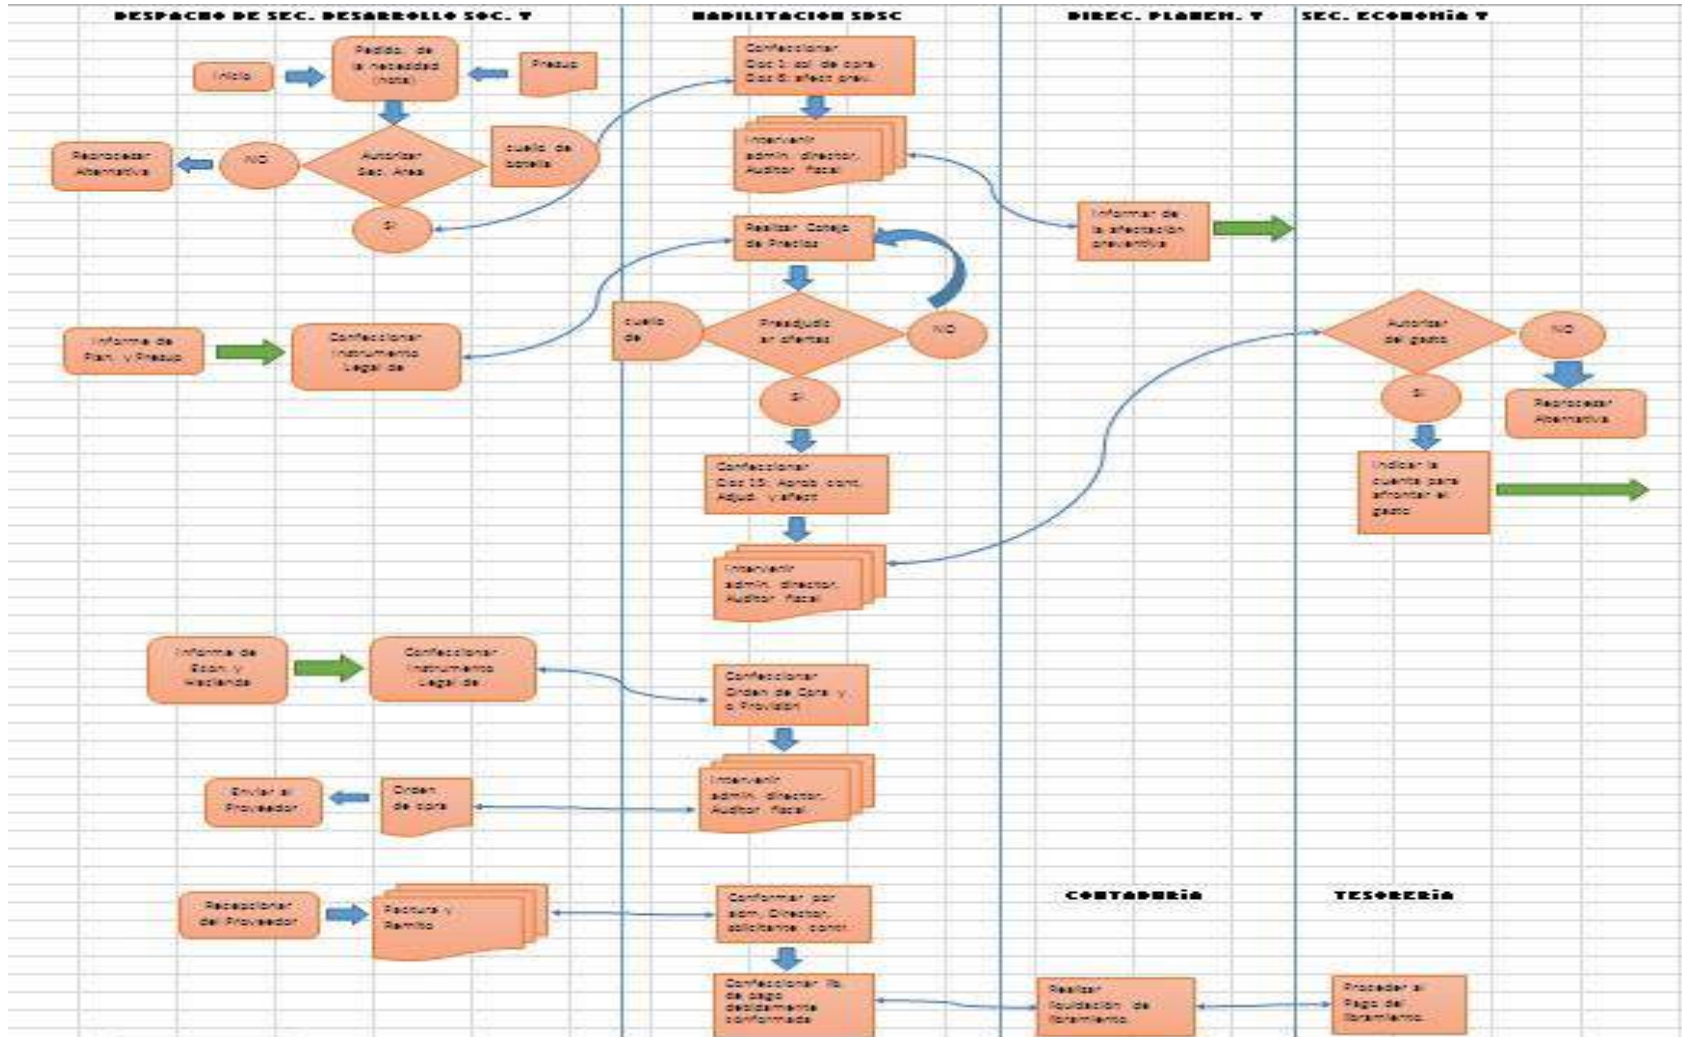 DESPACHO DE SEC. DESARROLLO SOC. Y
HABILITACION SDSC
DIREC. PLANEM. Y
SEC. ECONOMÍA Y
Inicio
Pedido de
la necesidad
(nota)
Presup
Confeccionar
Doc 1: sol. de cpra
afect prev.
Reprocesar
Alternativa
NO
Autorizar
Sec. Area
cuello de
botella
Intervenir
admin. director,
Auditor fiscal
SI
Realizar Cotejo
de Precios
Informar de
la afectación
preventiva
Informe de
Plan. y Presup
Confeccionar
Instrumento
Legal de
cuello
de
Preadjudic
ar ofertas
NO
Autorizar
del gasto
NO
SI
SI
Reprocesar
Alternativa
Confeccionar
Doc 15: Aprob cont.
Adjud. y afect
Indicar la
cuenta para
afrontar el
gasto
Intervenir
admin. director,
Auditor fiscal
Informe de
Econ. y
Hacienda
Confeccionar
Instrumento
Legal de
Confeccionar
Orden de Cpra y
o Provisión
Enviar al
Proveedor
Orden
de cpra
Intervenir
admin. director,
Auditor fiscal
CONTADURÍA
TESORERÍA
Recepcionar
del Proveedor
Factura y
Remito
Conformar por
adm, Director,
solicitante contr.
Confeccionar lib.
de pago
debidamente
conformada
Realizar
liquidación de
libramiento.
Proceder al
Pago del
libramiento.